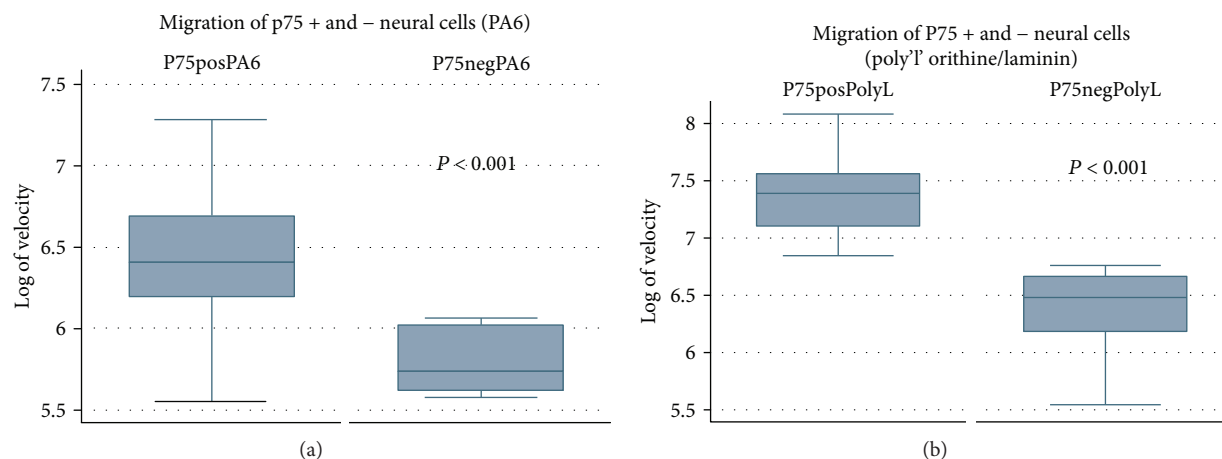 Migration of p75 + and − neural cells (PA6)
P75posPA6
P75negPA6
7.5
7
6.5
6
5.5
Log of velocity
P < 0.001
(a)
Migration of P75 + and − neural cells
(poly'l' orithine/laminin)
P75posPolyL
P75negPolyL
8
7.5
7
6.5
6
5.5
Log of velocity
P < 0.001
(b)